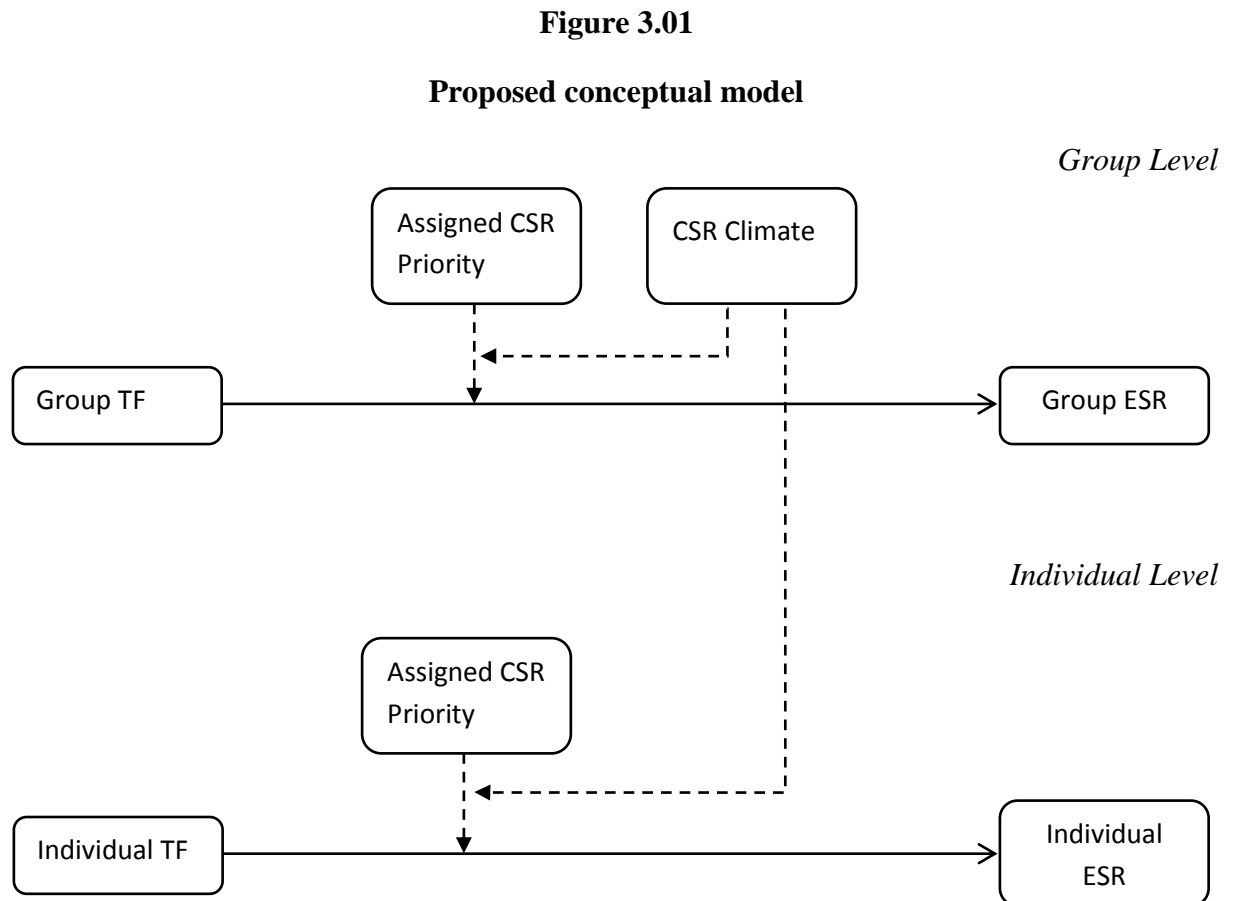 Figure 3.01
Proposed conceptual model
Group Level
Assigned CSR
Priority
CSR Climate
Group TF
Group ESR
Individual Level
Assigned CSR
Priority
Individual TF
Individual
ESR